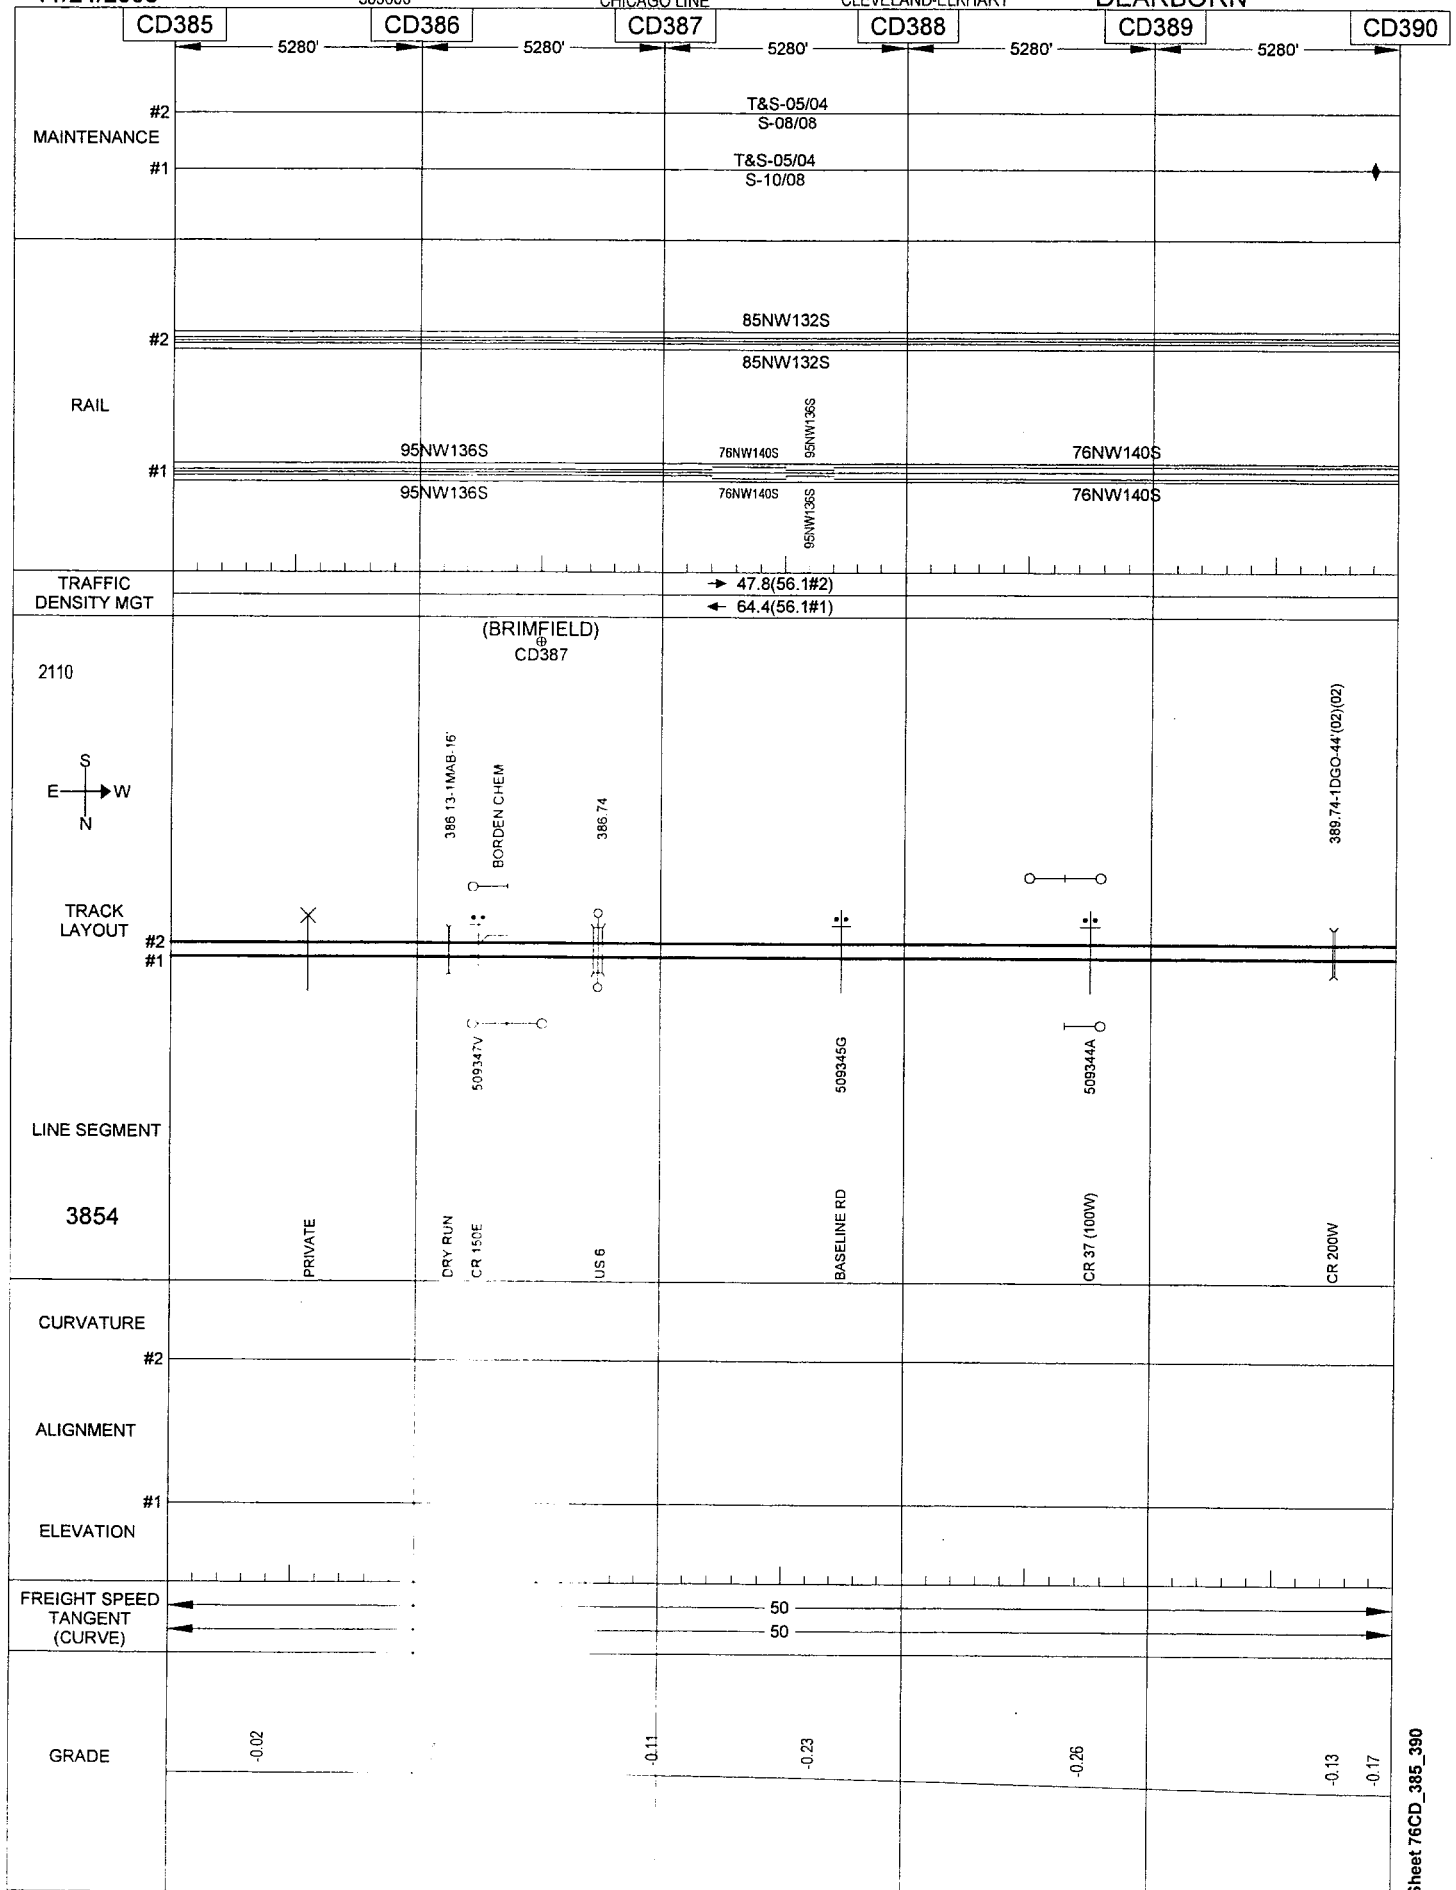 CHICAGO LINE
CLEVELAND-ELKHART
DEARBORN
CD385
CD386
CD387
CD388
CD389
CD390
5280'
5280'
5280'
5280'
5280'
MAINTENANCE
#2
T&S-05/04
S-08/08
#1
T&S-05/04
S-10/08
RAIL
#2
85NW132S
85NW132S
#1
95NW136S
76NW140S
95NW136S
76NW140S
95NW136S
76NW140S
95NW136S
76NW140S
TRAFFIC
DENSITY MGT
→ 47.8(56.1#2)
← 64.4(56.1#1)
(BRIMFIELD)
CD387
2110
S
E
W
N
386.13-1MAB-16'
BORDEN CHEM
386.74
389.74-1DGO-44'(02)(02)
TRACK
LAYOUT
#2
#1
509347V
509345G
509344A
LINE SEGMENT
3854
PRIVATE
DRY RUN
CR 150E
US 6
BASELINE RD
CR 37 (100W)
CR 200W
CURVATURE
#2
ALIGNMENT
#1
ELEVATION
FREIGHT SPEED
TANGENT
(CURVE)
50
50
GRADE
-0.02
-0.11
-0.23
-0.26
-0.13
-0.17
Sheet 76CD_385_390